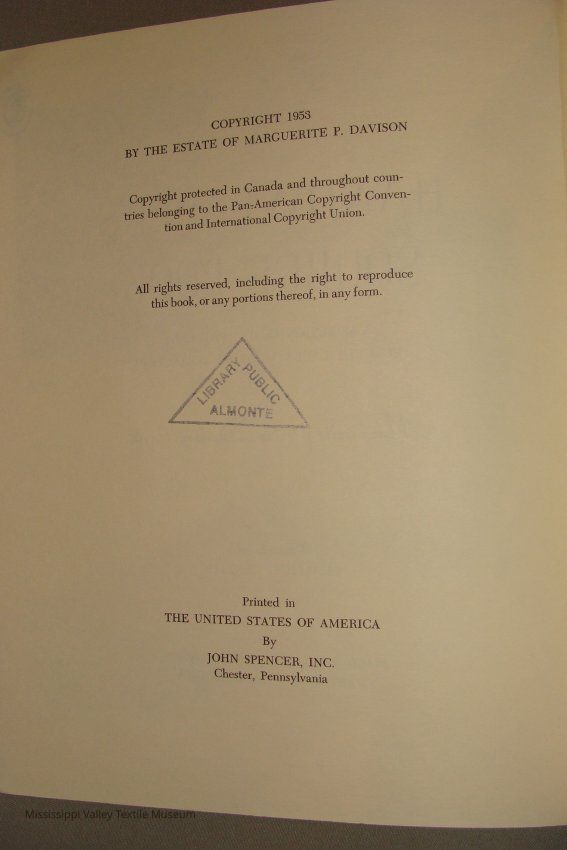 COPYRIGHT 1953
BY THE ESTATE OF MARGUERITE P. DAVISON
Copyright protected in Canada and throughout coun-
tries belonging to the Pan-American Copyright Conven-
tion and International Copyright Union.
All rights reserved, including the right to reproduce
this book, or any portions thereof, in any form.
LIBRARY PUBLIC
ALMONTE
Printed in
THE UNITED STATES OF AMERICA
By
JOHN SPENCER, INC.
Chester, Pennsylvania
Mississippi Valley Textile Museum